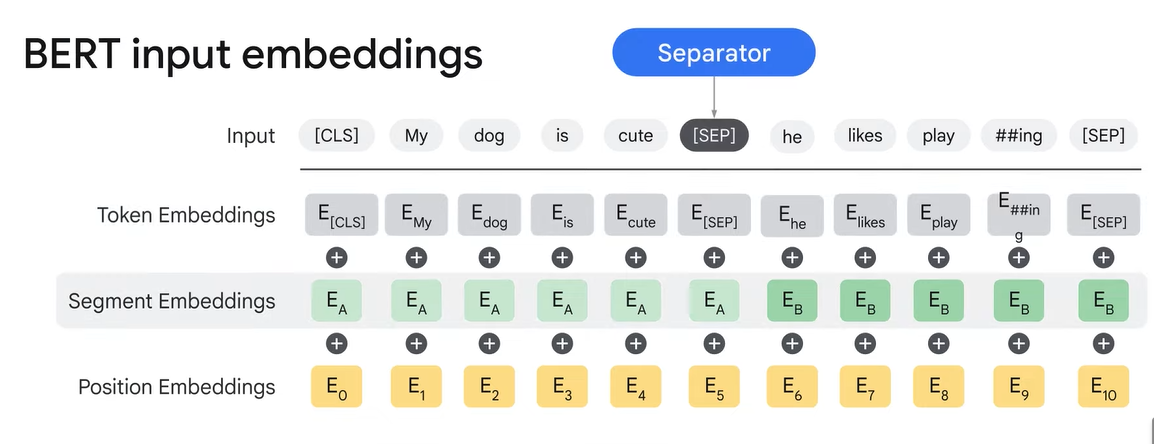 BERT input embeddings
Separator
Input [CLS] My dog is cute [SEP] he likes play ##ing [SEP]
Token Embeddings E[CLS] EMy Edog Eis Ecute E[SEP] Ehe Elikes Eplay E##ing E[SEP]
Segment Embeddings EA EA EA EA EA EA EB EB EB EB EB
Position Embeddings E0 E1 E2 E3 E4 E5 E6 E7 E8 E9 E10